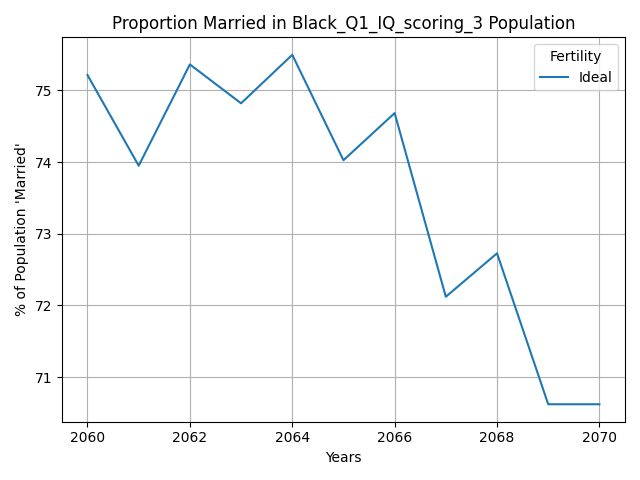 Proportion Married in Black_Q1_IQ_scoring_3 Population
Fertility
Ideal
% of Population 'Married'
75
74
73
72
71
2060
2062
2064
2066
2068
2070
Years